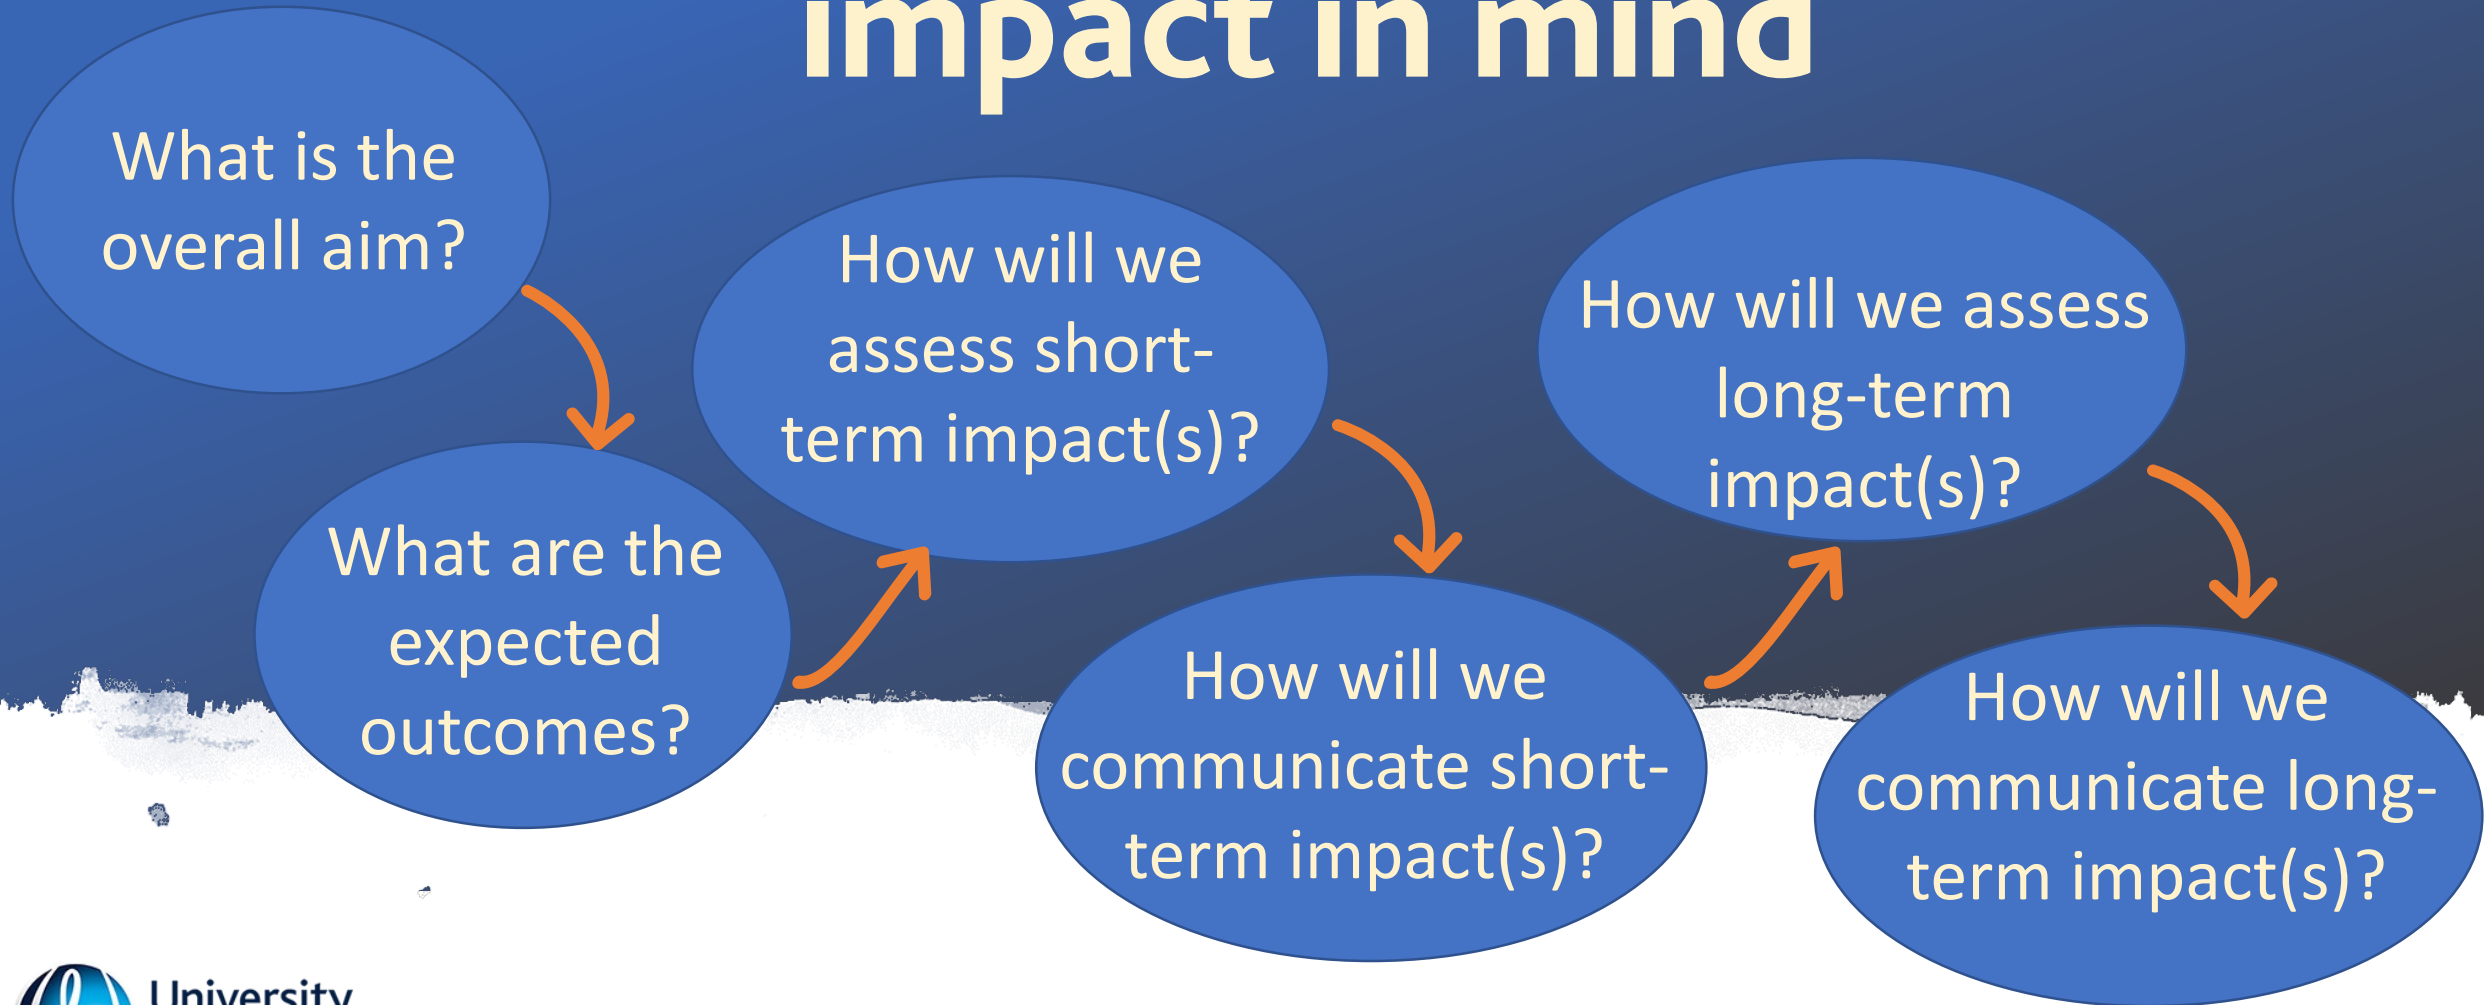 impact in mind
What is the
overall aim?
What are the
expected
outcomes?
How will we
assess short-
term impact(s)?
How will we
communicate short-
term impact(s)?
How will we assess
long-term
impact(s)?
How will we
communicate long-
term impact(s)?
University